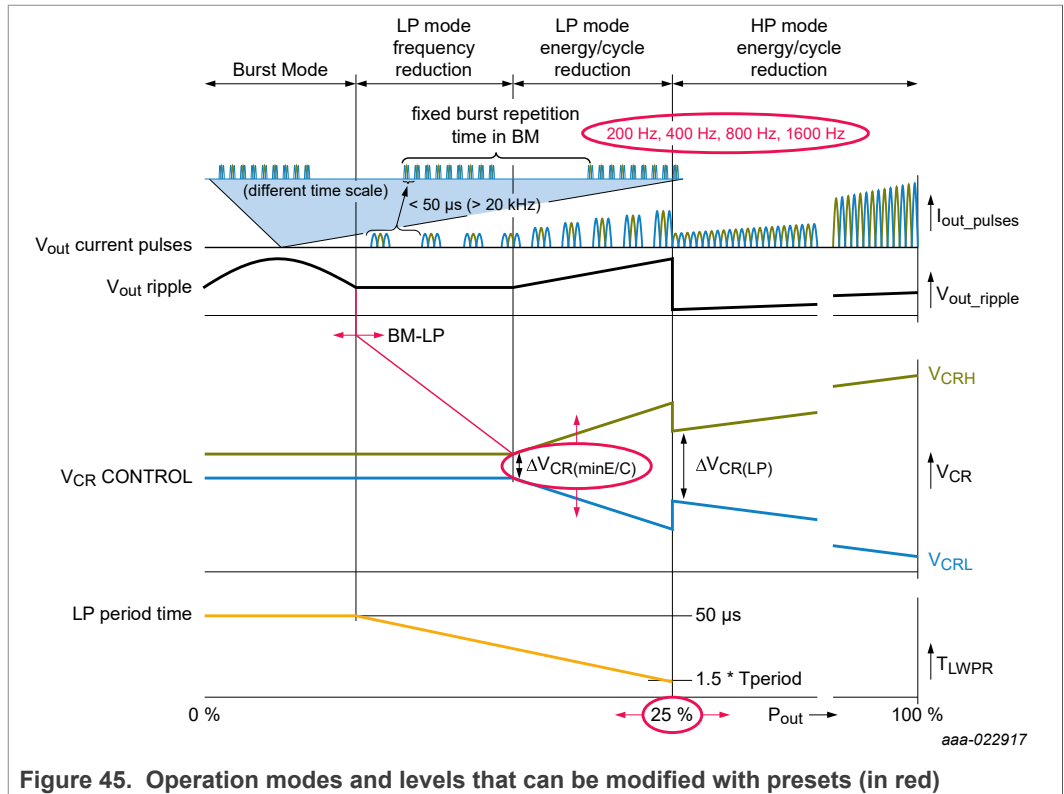 Burst Mode
LP mode
frequency
reduction
LP mode
energy/cycle
reduction
HP mode
energy/cycle
reduction
fixed burst repetition
time in BM
200 Hz, 400 Hz, 800 Hz, 1600 Hz
(different time scale)
< 50 µs (> 20 kHz)
Vout current pulses
Iout_pulses
Vout ripple
Vout_ripple
BM-LP
VCRH
VCR CONTROL
ΔVCR(minE/C)
ΔVCR(LP)
VCR
VCRL
LP period time
50 µs
1.5 * Tperiod
TLWPR
0 %
25 %
Pout
100 %
aaa-022917
Figure 45. Operation modes and levels that can be modified with presets (in red)